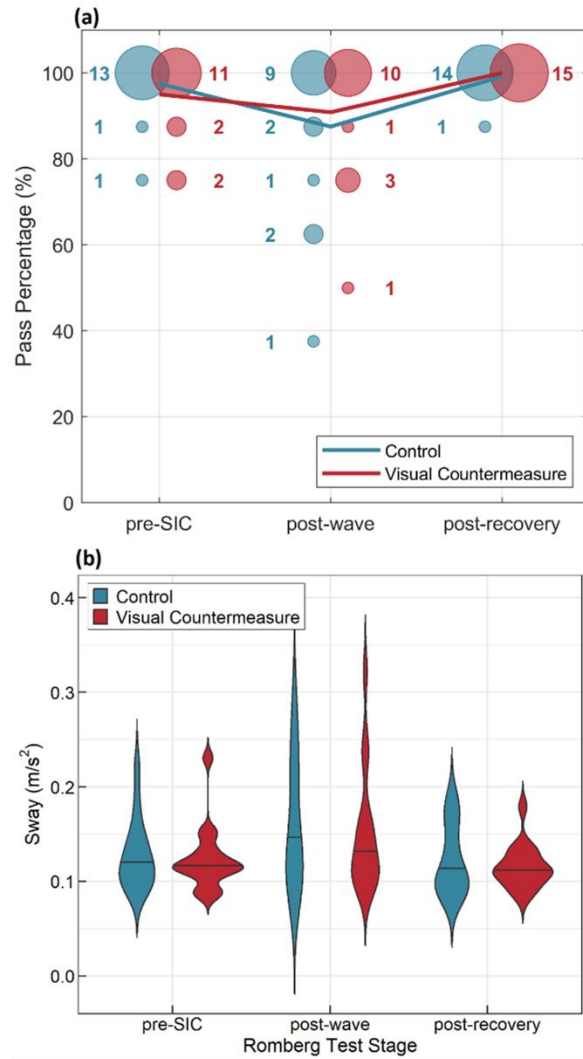 (a)
Pass Percentage (%)
100
80
60
40
20
0
13 11 9 10 14 15
1 2 2 1 1
1 2 1 3
2
1
1
Control
Visual Countermeasure
pre-SIC post-wave post-recovery
(b)
Control
Visual Countermeasure
Sway (m/s²)
0.4
0.3
0.2
0.1
0.0
pre-SIC post-wave post-recovery
Romberg Test Stage